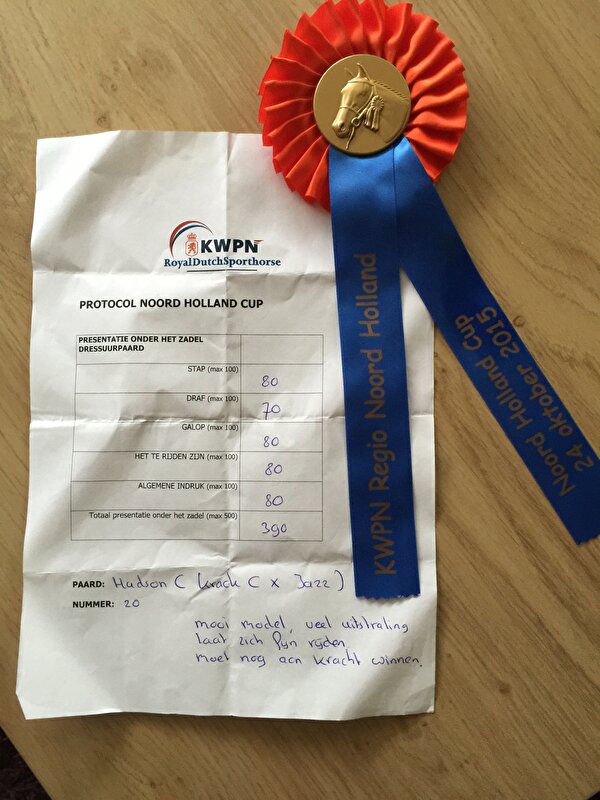 KWPN
RoyalDutchSporthorse
PROTOCOL NOORD HOLLAND CUP
PRESENTATIE ONDER HET ZADEL
DRESSUURPAARD
STAP (max 100) 80
DRAF (max 100) 70
GALOP (max 100) 80
HET TE RIJDEN ZIJN (max 100) 80
ALGEMENE INDRUK (max 100) 80
Totaal presentatie onder het zadel (max 500) 390
PAARD: Hudson C (Krack C x Jazz)
NUMMER: 20
mooi model, veel uitstraling
laat zich fijn rijden
moet nog aan kracht winnen.
KWPN Regio Noord Holland
Noord Holland Cup
24 oktober 2015